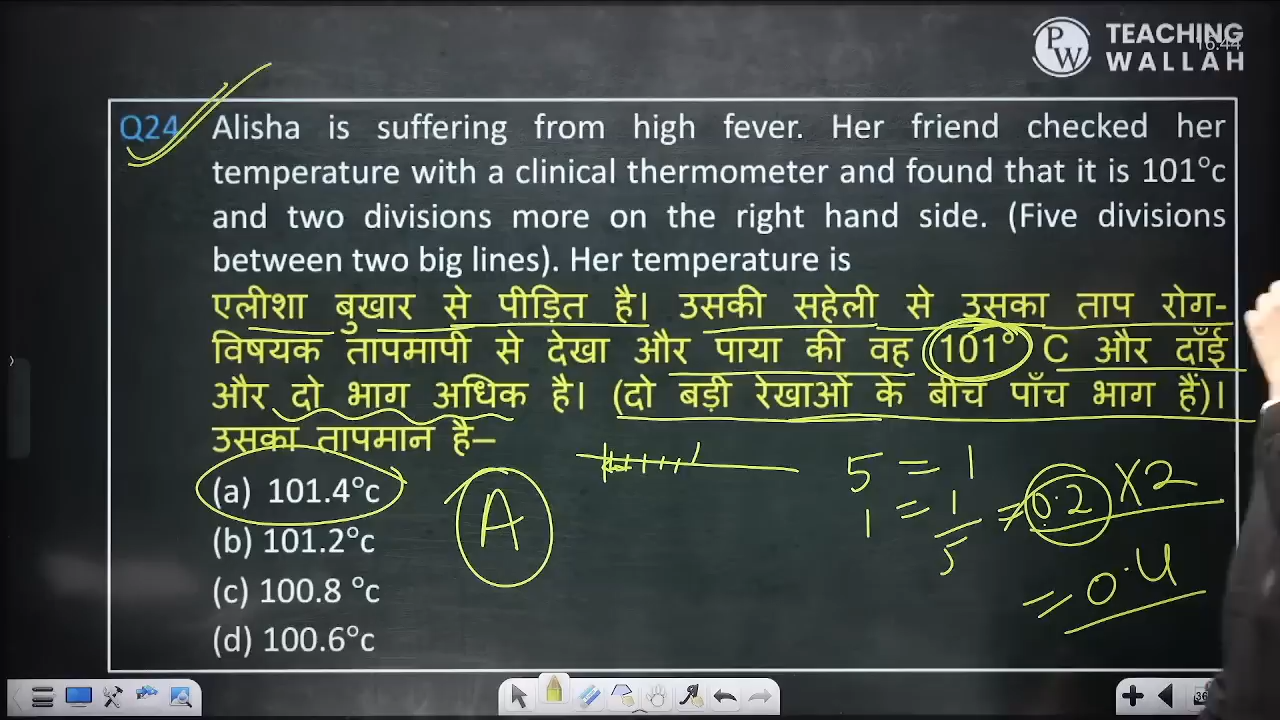 TEACHING
WALLAH
PW
16:44
Q24 Alisha is suffering from high fever. Her friend checked her
temperature with a clinical thermometer and found that it is 101°c
and two divisions more on the right hand side. (Five divisions
between two big lines). Her temperature is
एलीशा बुखार से पीड़ित है। उसकी सहेली से उसका ताप रोग-
विषयक तापमापी से देखा और पाया की वह 101° C और दाँई
और दो भाग अधिक है। (दो बड़ी रेखाओं के बीच पाँच भाग हैं)।
उसका तापमान है–
(a) 101.4°c
(b) 101.2°c
(c) 100.8 °c
(d) 100.6°c
A
5 = 1
1 = 1/5 = 0.2 X 2
= 0.4